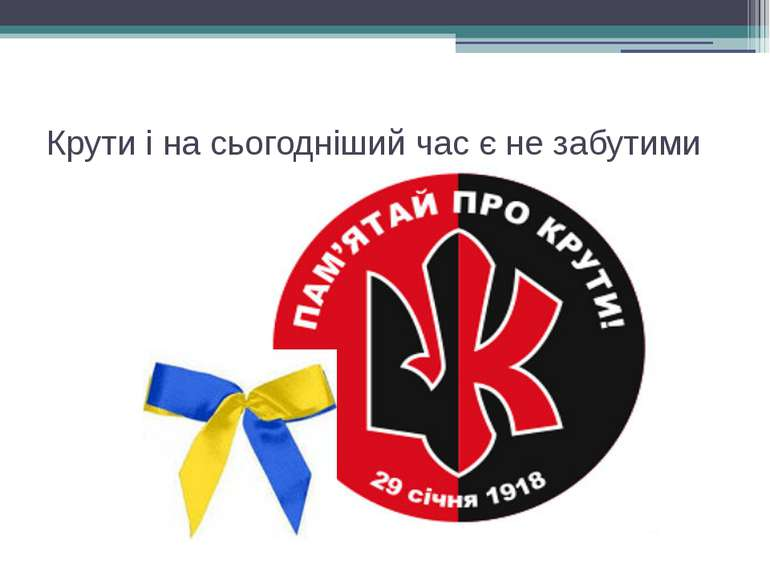 Крути і на сьогодніший час є не забутими
ПАМ'ЯТАЙ ПРО КРУТИ!
29 січня 1918